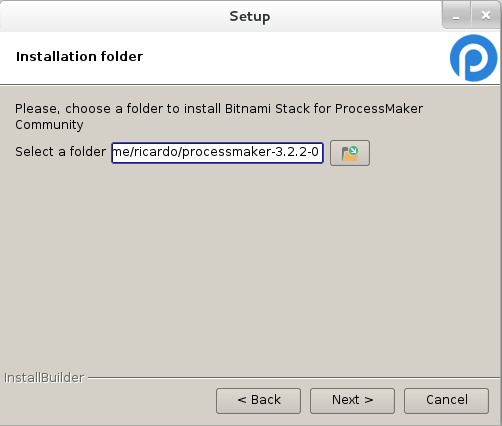 Setup
Installation folder
Please, choose a folder to install Bitnami Stack for ProcessMaker
Community
Select a folder me/ricardo/processmaker-3.2.2-0
InstallBuilder
< Back Next > Cancel